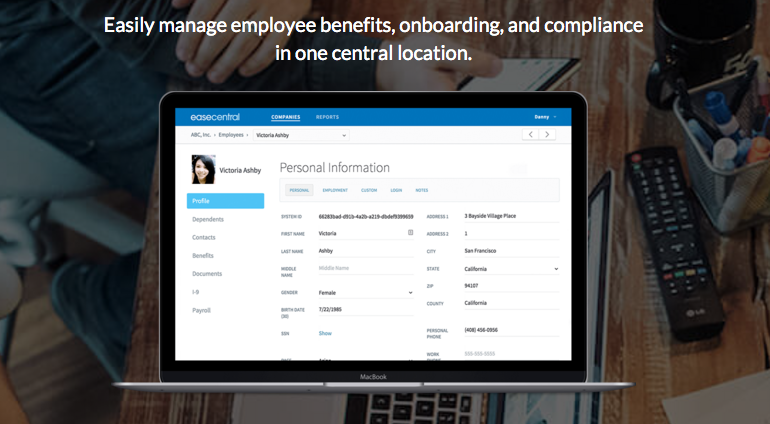 Easily manage employee benefits, onboarding, and compliance
in one central location.
easecentral COMPANIES REPORTS Danny
ABC, Inc. › Employees › Victoria Ashby
Victoria Ashby
Personal Information
PERSONAL EMPLOYMENT CUSTOM LOGIN NOTES
Profile
Dependents
Contacts
Benefits
Documents
I-9
Payroll
SYSTEM ID 66283bad-d91b-4a2b-a219-dbdef9399659
FIRST NAME Victoria
LAST NAME Ashby
MIDDLE
NAME Middle Name
GENDER Female
BIRTH DATE 7/22/1985
SSN Show
ADDRESS 1 3 Bayside Village Place
ADDRESS 2 1
CITY San Francisco
STATE California
ZIP 94107
COUNTY California
PERSONAL
PHONE (408) 456-0956
WORK 555-555-5555
MacBook
LG